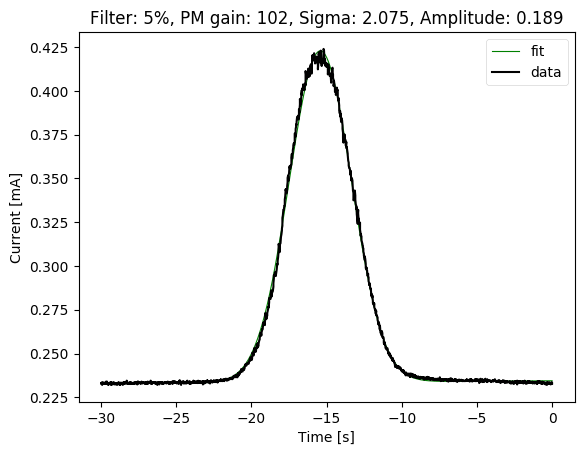 Filter: 5%, PM gain: 102, Sigma: 2.075, Amplitude: 0.189
fit
data
Current [mA]
0.425
0.400
0.375
0.350
0.325
0.300
0.275
0.250
0.225
−30 −25 −20 −15 −10 −5 0
Time [s]